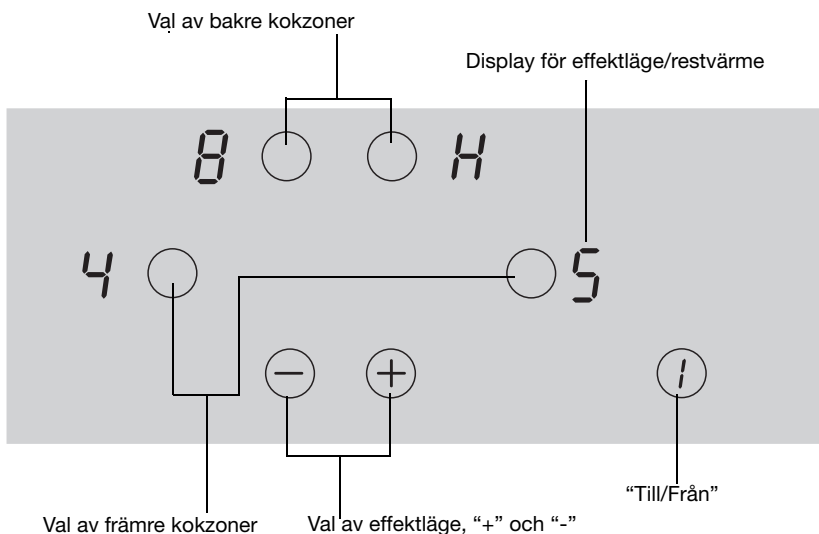 Val av bakre kokzoner
Display för effektläge/restvärme
8 H
4 5
− + I
"Till/Från"
Val av främre kokzoner Val av effektläge, "+" och "-"